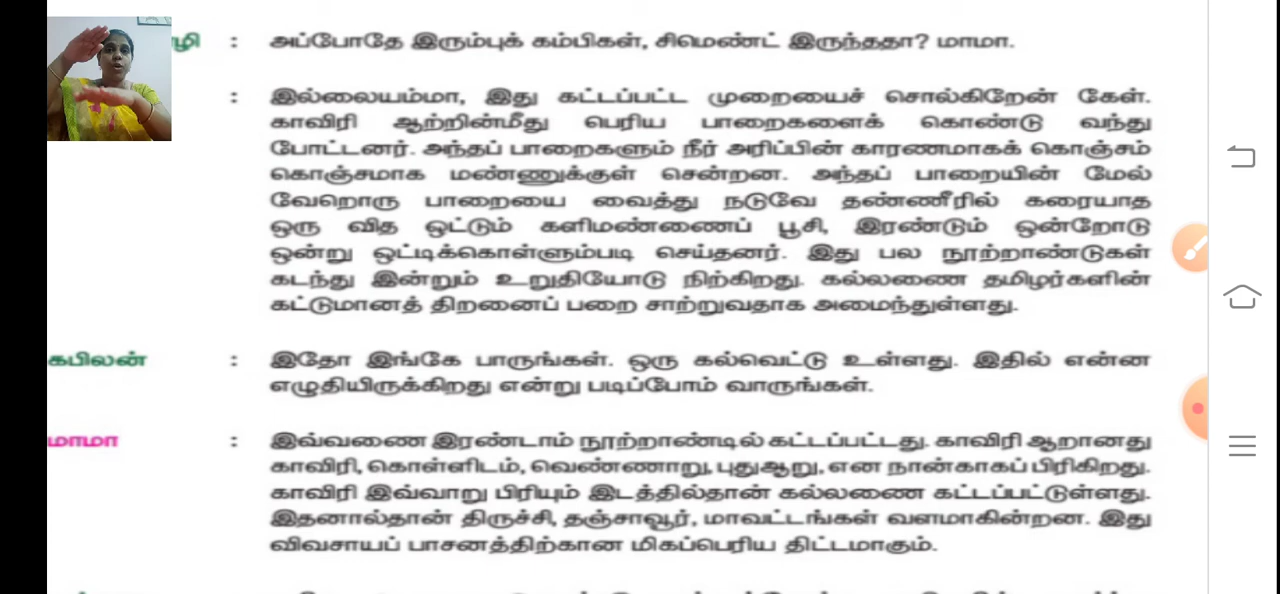 ழி : அப்போதே இரும்புக் கம்பிகள், சிமெண்ட் இருந்ததா? மாமா.
: இல்லையம்மா, இது கட்டப்பட்ட முறையைச் சொல்கிறேன் கேள்.
காவிரி ஆற்றின்மீது பெரிய பாறைகளைக் கொண்டு வந்து
போட்டனர். அந்தப் பாறைகளும் நீர் அரிப்பின் காரணமாகக் கொஞ்சம்
கொஞ்சமாக மண்ணுக்குள் சென்றன. அந்தப் பாறையின் மேல்
வேறொரு பாறையை வைத்து நடுவே தண்ணீரில் கரையாத
ஒரு வித ஒட்டும் களிமண்ணைப் பூசி, இரண்டும் ஒன்றோடு
ஒன்று ஒட்டிக்கொள்ளும்படி செய்தனர். இது பல நூற்றாண்டுகள்
கடந்து இன்றும் உறுதியோடு நிற்கிறது. கல்லணை தமிழர்களின்
கட்டுமானத் திறனைப் பறை சாற்றுவதாக அமைந்துள்ளது.
கபிலன் : இதோ இங்கே பாருங்கள். ஒரு கல்வெட்டு உள்ளது. இதில் என்ன
எழுதியிருக்கிறது என்று படிப்போம் வாருங்கள்.
மாமா : இவ்வணை இரண்டாம் நூற்றாண்டில் கட்டப்பட்டது. காவிரி ஆறானது
காவிரி, கொள்ளிடம், வெண்ணாறு, புதுஆறு, என நான்காகப் பிரிகிறது.
காவிரி இவ்வாறு பிரியும் இடத்தில்தான் கல்லணை கட்டப்பட்டுள்ளது.
இதனால்தான் திருச்சி, தஞ்சாவூர், மாவட்டங்கள் வளமாகின்றன. இது
விவசாயப் பாசனத்திற்கான மிகப்பெரிய திட்டமாகும்.